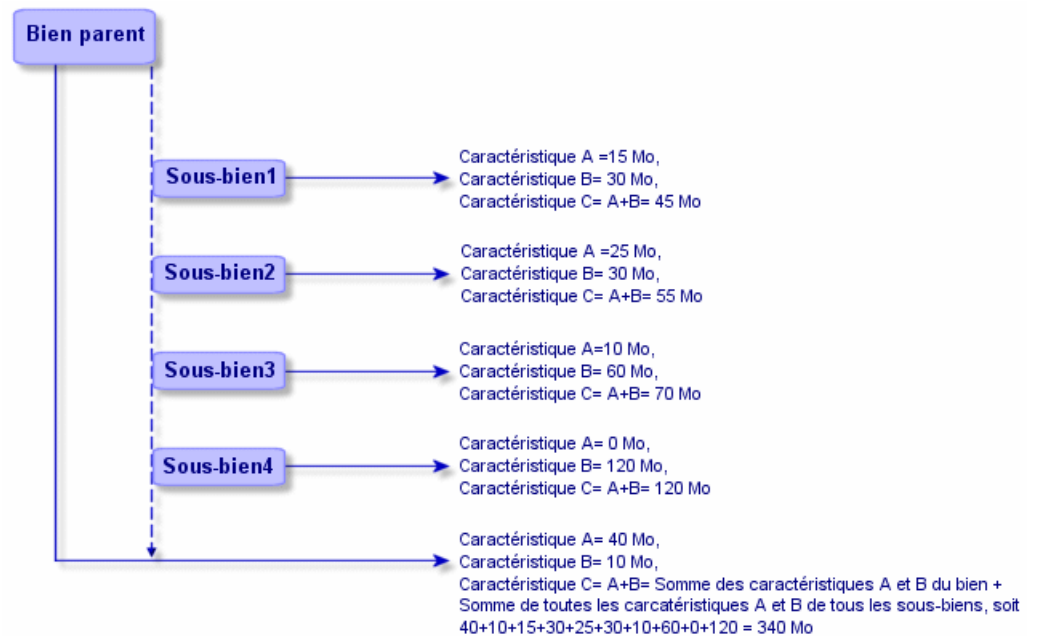 Bien parent
Sous-bien1
Caractéristique A =15 Mo,
Caractéristique B= 30 Mo,
Caractéristique C= A+B= 45 Mo
Sous-bien2
Caractéristique A =25 Mo,
Caractéristique B= 30 Mo,
Caractéristique C= A+B= 55 Mo
Sous-bien3
Caractéristique A=10 Mo,
Caractéristique B= 60 Mo,
Caractéristique C= A+B= 70 Mo
Sous-bien4
Caractéristique A= 0 Mo,
Caractéristique B= 120 Mo,
Caractéristique C= A+B= 120 Mo
Caractéristique A= 40 Mo,
Caractéristique B= 10 Mo,
Caractéristique C= A+B= Somme des caractéristiques A et B du bien +
Somme de toutes les carcatéristiques A et B de tous les sous-biens, soit
40+10+15+30+25+30+10+60+0+120 = 340 Mo